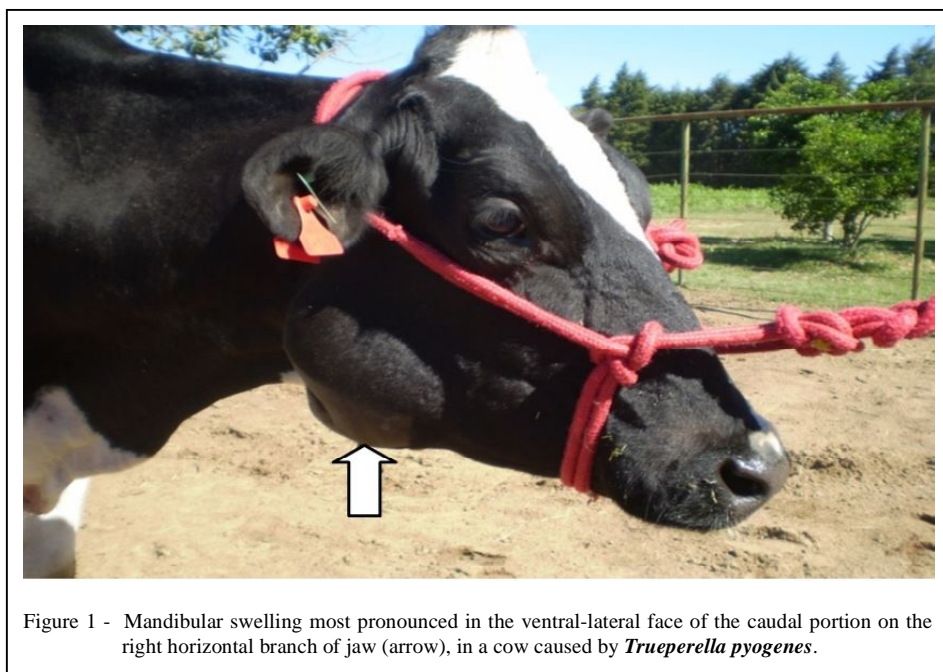 Figure 1 - Mandibular swelling most pronounced in the ventral-lateral face of the caudal portion on the
right horizontal branch of jaw (arrow), in a cow caused by Trueperella pyogenes.